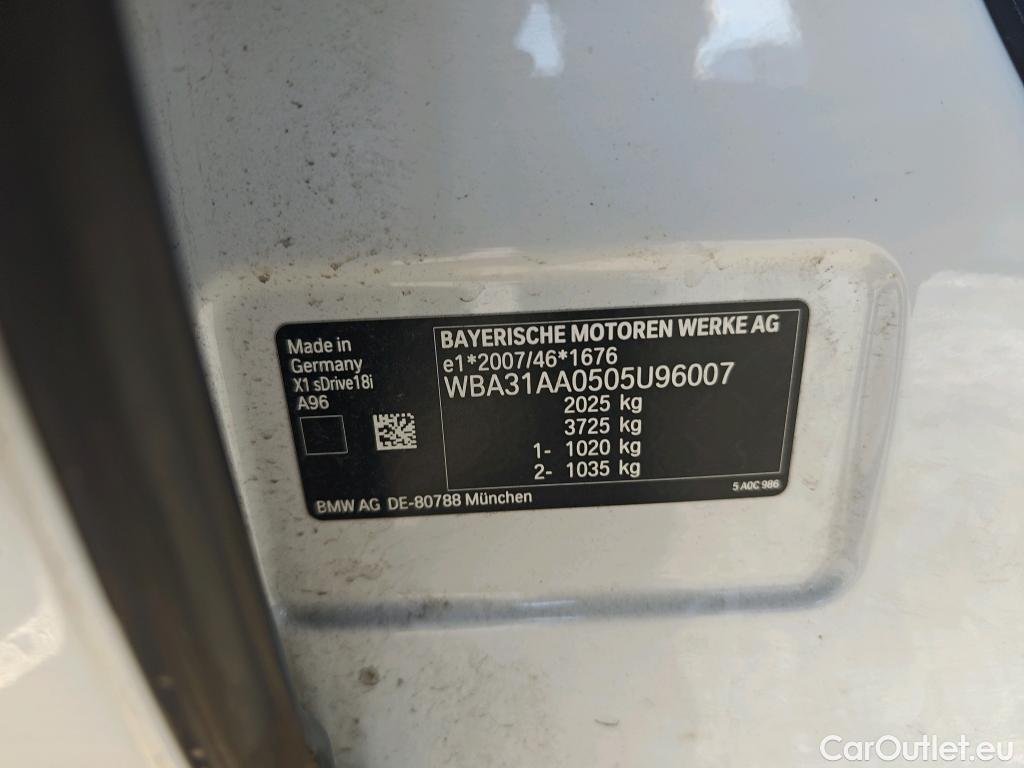 Made in
Germany
X1 sDrive18i
A96
BAYERISCHE MOTOREN WERKE AG
e1*2007/46*1676
WBA31AA0505U96007
2025 kg
3725 kg
1- 1020 kg
2- 1035 kg
BMW AG DE-80788 München
5 A0C 986
CarOutlet.eu